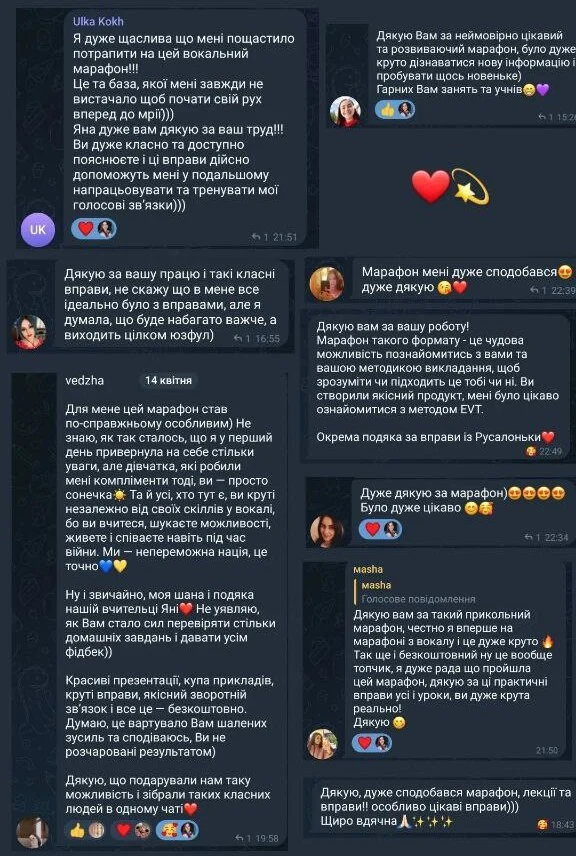 Ulka Kokh
Я дуже щаслива що мені пощастило
потрапити на цей вокальний
марафон!!!
Це та база, якої мені завжди не
вистачало щоб почати свій рух
вперед до мрії)))
Яна дуже вам дякую за ваш труд!!!
Ви дуже класно та доступно
пояснюєте і ці вправи дійсно
допоможуть мені у подальшому
напрацьовувати та тренувати мої
голосові зв'язки)))
❤️
UK
1 21:51
Дякую Вам за неймовірно цікавий
та розвиваючий марафон, було дуже
круто дізнаватися нову інформацію і
пробувати щось новеньке)
Гарних Вам занять та учнів😁💜
👍
1 15:26
❤️💫
Дякую за вашу працю і такі класні
вправи, не скажу що в мене все
ідеально було з вправами, але я
думала, що буде набагато важче, а
виходить цілком юзфул)
1 16:55
Марафон мені дуже сподобався😍
дуже дякую 😘❤️
1 22:39
Дякую вам за вашу роботу!
Марафон такого формату - це чудова
можливість познайомитись з вами та
вашою методикою викладання, щоб
зрозуміти чи підходить це тобі чи ні. Ви
створили якісний продукт, мені було цікаво
ознайомитися з методом EVT.
Окрема подяка за вправи із Русалоньки❤️
🥰 22:49
vedzha
14 квітня
Для мене цей марафон став
по-справжньому особливим) Не
знаю, як так сталось, що я у перший
день привернула на себе стільки
уваги, але дівчатка, які робили
мені компліменти тоді, ви — просто
сонечка☀️ Та й усі, хто тут є, ви круті
незалежно від своїх скіллів у вокалі,
бо ви вчитеся, шукаєте можливості,
живете і співаєте навіть під час
війни. Ми — непереможна нація, це
точно💙💛
Ну і звичайно, моя шана і подяка
нашій вчительці Яні❤️ Не уявляю,
як Вам стало сил перевіряти стільки
домашніх завдань і давати усім
фідбек))
Красиві презентації, купа прикладів,
круті вправи, якісний зворотній
зв'язок і все це — безкоштовно.
Думаю, це вартувало Вам шалених
зусиль та сподіваюсь, Ви не
розчаровані результатом)
Дякую, що подарували нам таку
можливість і зібрали таких класних
людей в одному чаті❤️
👍 ❤️ 🥰
1 19:58
Дуже дякую за марафон)😍😍😍😍
Було дуже цікаво 😋🥰
❤️
1 22:34
masha
masha
Голосове повідомлення
Дякую вам за такий прикольний
марафон, честно я вперше на
марафоні з вокалу і це дуже круто 🔥
Так ще і безкоштовний ну це вообще
топчик, я дуже рада що пройшла
цей марафон, дякую за ці практичні
вправи усі і уроки, ви дуже крута
реально!
Дякую 😋
❤️
21:50
Дякую, дуже сподобався марафон, лекції та
вправи!! особливо цікаві вправи)))
Щиро вдячна🙏🏻✨✨✨
🥰 18:43